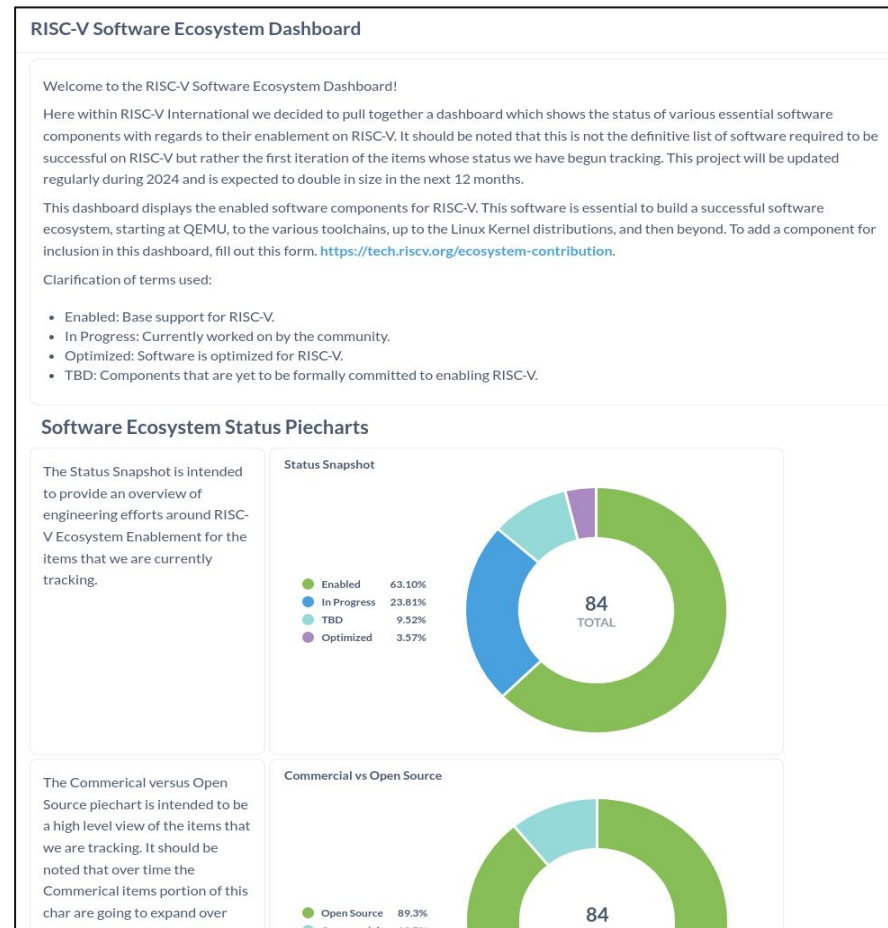 RISC-V Software Ecosystem Dashboard
Welcome to the RISC-V Software Ecosystem Dashboard!
Here within RISC-V International we decided to pull together a dashboard which shows the status of various essential software
components with regards to their enablement on RISC-V. It should be noted that this is not the definitive list of software required to be
successful on RISC-V but rather the first iteration of the items whose status we have begun tracking. This project will be updated
regularly during 2024 and is expected to double in size in the next 12 months.
This dashboard displays the enabled software components for RISC-V. This software is essential to build a successful software
ecosystem, starting at QEMU, to the various toolchains, up to the Linux Kernel distributions, and then beyond. To add a component for
inclusion in this dashboard, fill out this form. https://tech.riscv.org/ecosystem-contribution.
Clarification of terms used:
• Enabled: Base support for RISC-V.
• In Progress: Currently worked on by the community.
• Optimized: Software is optimized for RISC-V.
• TBD: Components that are yet to be formally committed to enabling RISC-V.
Software Ecosystem Status Piecharts
The Status Snapshot is intended
to provide an overview of
engineering efforts around RISC-
V Ecosystem Enablement for the
items that we are currently
tracking.
Status Snapshot
Enabled 63.10%
In Progress 23.81%
TBD 9.52%
Optimized 3.57%
84
TOTAL
The Commerical versus Open
Source piechart is intended to be
a high level view of the items that
we are tracking. It should be
noted that over time the
Commerical items portion of this
char are going to expand over
Commercial vs Open Source
Open Source 89.3%
84